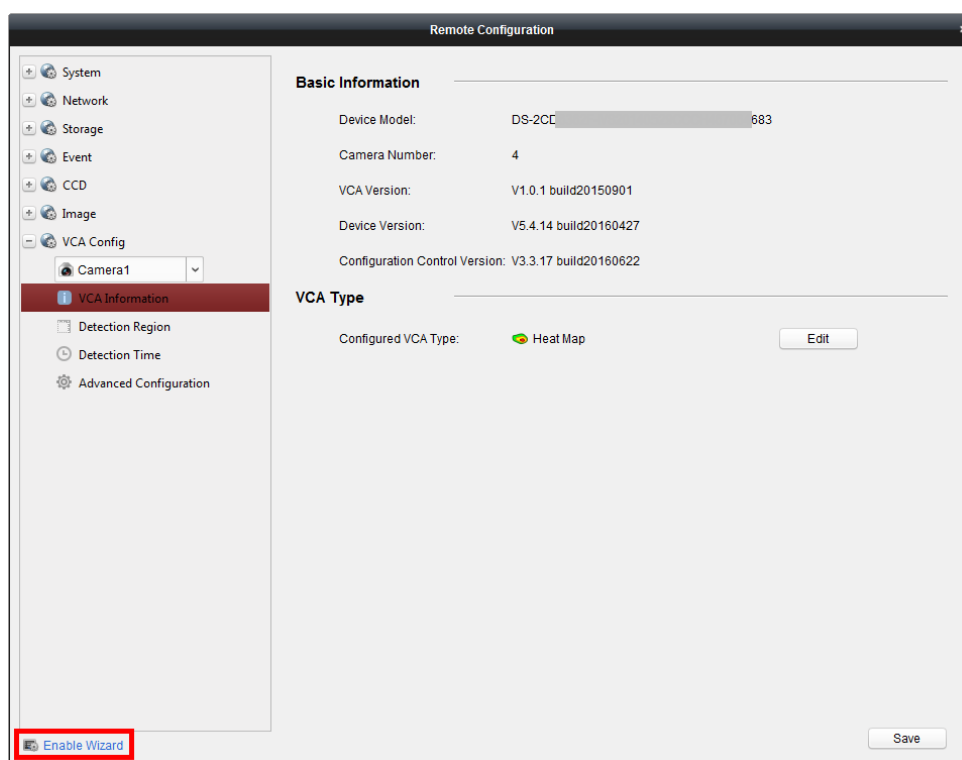 Remote Configuration
System
Network
Storage
Event
CCD
Image
VCA Config
Camera1
VCA Information
Detection Region
Detection Time
Advanced Configuration
Enable Wizard
Basic Information
Device Model: DS-2CD 683
Camera Number: 4
VCA Version: V1.0.1 build20150901
Device Version: V5.4.14 build20160427
Configuration Control Version: V3.3.17 build20160622
VCA Type
Configured VCA Type: Heat Map Edit
Save